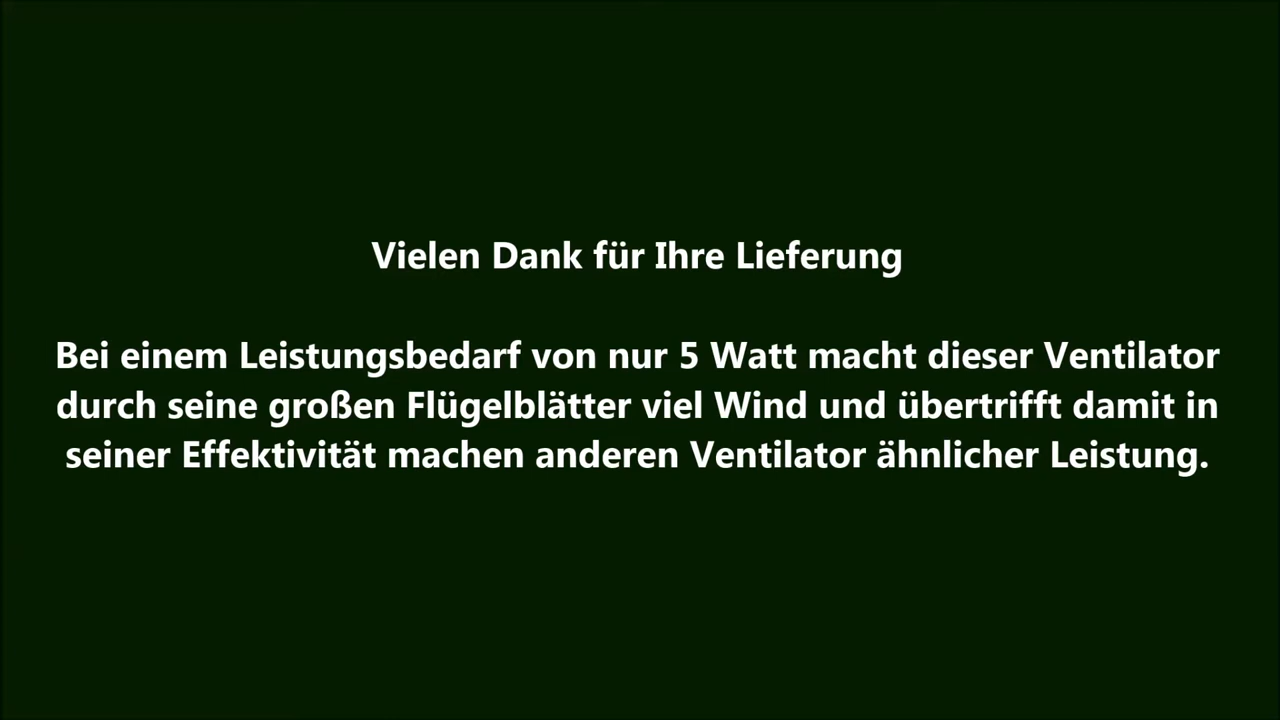 Vielen Dank für Ihre Lieferung
Bei einem Leistungsbedarf von nur 5 Watt macht dieser Ventilator
durch seine großen Flügelblätter viel Wind und übertrifft damit in
seiner Effektivität machen anderen Ventilator ähnlicher Leistung.